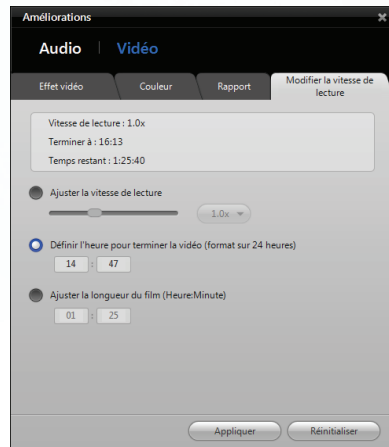 Améliorations
Audio
Vidéo
Effet vidéo
Couleur
Rapport
Modifier la vitesse de
lecture
Vitesse de lecture : 1.0x
Terminer à : 16:13
Temps restant : 1:25:40
Ajuster la vitesse de lecture
1.0x
Définir l'heure pour terminer la vidéo (format sur 24 heures)
14 : 47
Ajuster la longueur du film (Heure:Minute)
01 : 25
Appliquer
Réinitialiser